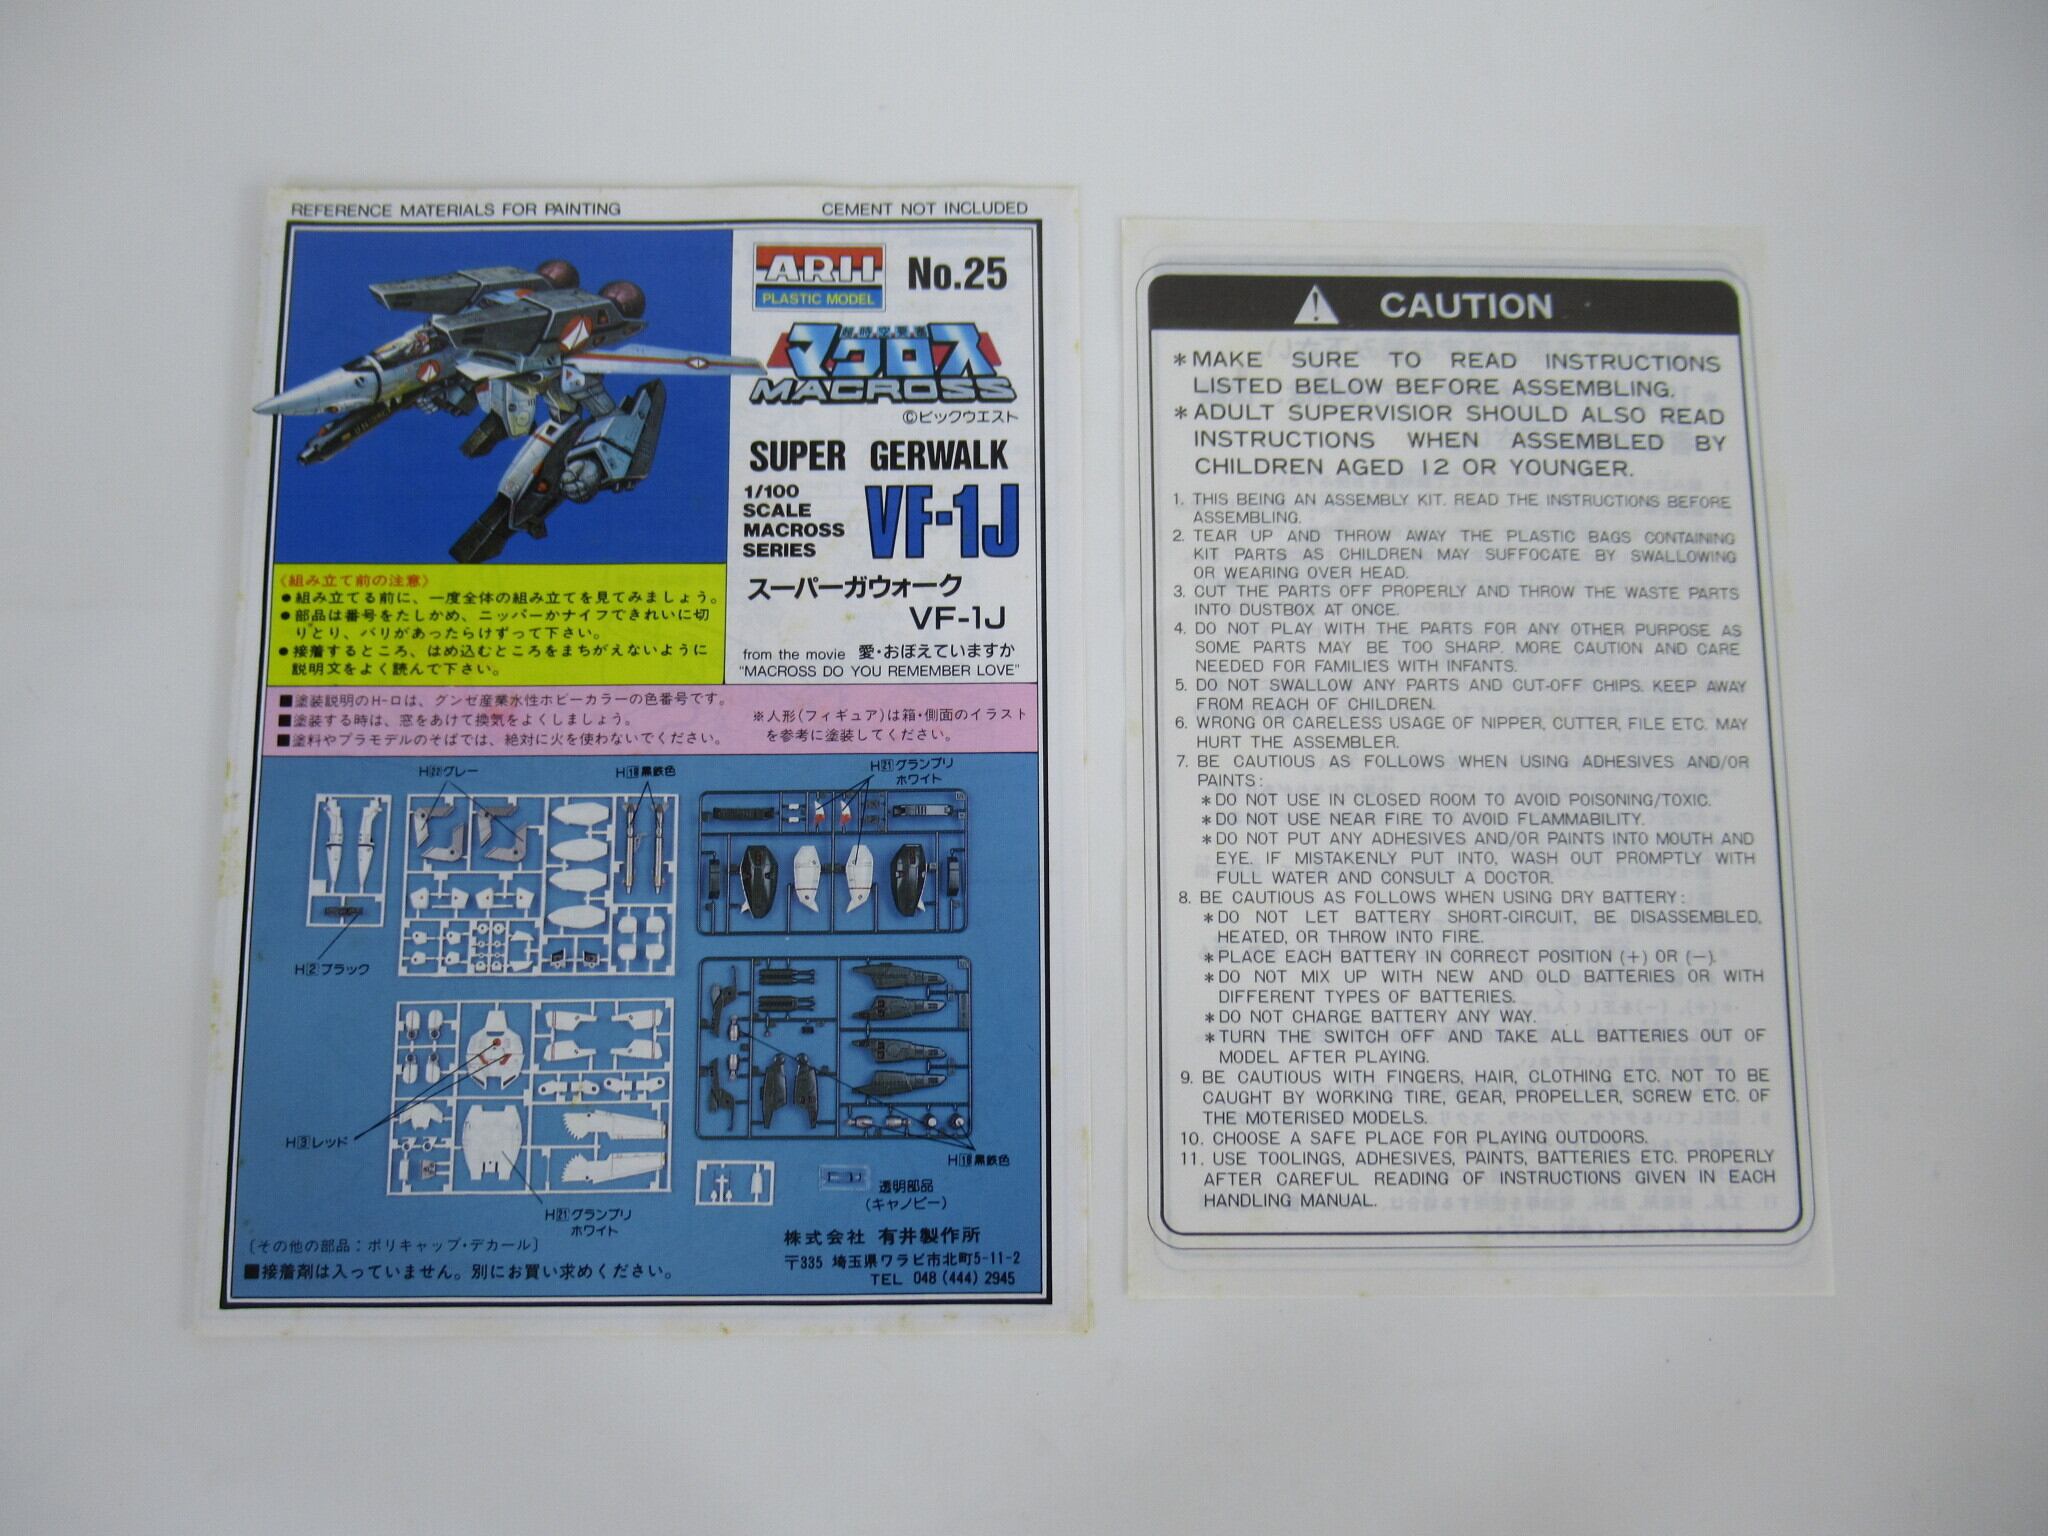 REFERENCE MATERIALS FOR PAINTING
CEMENT NOT INCLUDED
ARII
PLASTIC MODEL
No.25
超時空要塞
マクロス
MACROSS
©ビックウエスト
SUPER GERWALK
1/100
SCALE
MACROSS
SERIES
VF-1J
スーパーガウォーク
VF-1J
from the movie 愛・おぼえていますか
"MACROSS DO YOU REMEMBER LOVE"
〈組み立て前の注意〉
●組み立てる前に、一度全体の組み立てを見てみましょう。
●部品は番号をたしかめ、ニッパーかナイフできれいに切
りとり、バリがあったらけずって下さい。
●接着するところ、はめ込むところをまちがえないように
説明文をよく読んで下さい。
■塗装説明のH-ロは、グンゼ産業水性ホビーカラーの色番号です。
■塗装する時は、窓をあけて換気をよくしましょう。
■塗料やプラモデルのそばでは、絶対に火を使わないでください。
※人形(フィギュア)は箱・側面のイラスト
を参考に塗装してください。
H22グレー
H18黒鉄色
H21グランプリ
ホワイト
H2ブラック
H3レッド
H18黒鉄色
H21グランプリ
ホワイト
透明部品
(キャノピー)
〔その他の部品：ポリキャップ・デカール〕
■接着剤は入っていません。別にお買い求めください。
株式会社 有井製作所
〒335 埼玉県ワラビ市北町5-11-2
TEL 048 (444) 2945
CAUTION
*MAKE SURE TO READ INSTRUCTIONS
LISTED BELOW BEFORE ASSEMBLING.
*ADULT SUPERVISIOR SHOULD ALSO READ
INSTRUCTIONS WHEN ASSEMBLED BY
CHILDREN AGED 12 OR YOUNGER.
1. THIS BEING AN ASSEMBLY KIT. READ THE INSTRUCTIONS BEFORE
ASSEMBLING.
2. TEAR UP AND THROW AWAY THE PLASTIC BAGS CONTAINING
KIT PARTS AS CHILDREN MAY SUFFOCATE BY SWALLOWING
OR WEARING OVER HEAD.
3. CUT THE PARTS OFF PROPERLY AND THROW THE WASTE PARTS
INTO DUSTBOX AT ONCE.
4. DO NOT PLAY WITH THE PARTS FOR ANY OTHER PURPOSE AS
SOME PARTS MAY BE TOO SHARP. MORE CAUTION AND CARE
NEEDED FOR FAMILIES WITH INFANTS.
5. DO NOT SWALLOW ANY PARTS AND CUT-OFF CHIPS. KEEP AWAY
FROM REACH OF CHILDREN.
6. WRONG OR CARELESS USAGE OF NIPPER, CUTTER, FILE ETC. MAY
HURT THE ASSEMBLER.
7. BE CAUTIOUS AS FOLLOWS WHEN USING ADHESIVES AND/OR
PAINTS:
*DO NOT USE IN CLOSED ROOM TO AVOID POISONING/TOXIC.
*DO NOT USE NEAR FIRE TO AVOID FLAMMABILITY.
*DO NOT PUT ANY ADHESIVES AND/OR PAINTS INTO MOUTH AND
EYE. IF MISTAKENLY PUT INTO, WASH OUT PROMPTLY WITH
FULL WATER AND CONSULT A DOCTOR.
8. BE CAUTIOUS AS FOLLOWS WHEN USING DRY BATTERY:
*DO NOT LET BATTERY SHORT-CIRCUIT, BE DISASSEMBLED,
HEATED, OR THROW INTO FIRE.
*PLACE EACH BATTERY IN CORRECT POSITION (+) OR (-).
*DO NOT MIX UP WITH NEW AND OLD BATTERIES OR WITH
DIFFERENT TYPES OF BATTERIES.
*DO NOT CHARGE BATTERY ANY WAY.
*TURN THE SWITCH OFF AND TAKE ALL BATTERIES OUT OF
MODEL AFTER PLAYING.
9. BE CAUTIOUS WITH FINGERS, HAIR, CLOTHING ETC. NOT TO BE
CAUGHT BY WORKING TIRE, GEAR, PROPELLER, SCREW ETC. OF
THE MOTERISED MODELS.
10. CHOOSE A SAFE PLACE FOR PLAYING OUTDOORS.
11. USE TOOLINGS, ADHESIVES, PAINTS, BATTERIES ETC. PROPERLY
AFTER CAREFUL READING OF INSTRUCTIONS GIVEN IN EACH
HANDLING MANUAL.